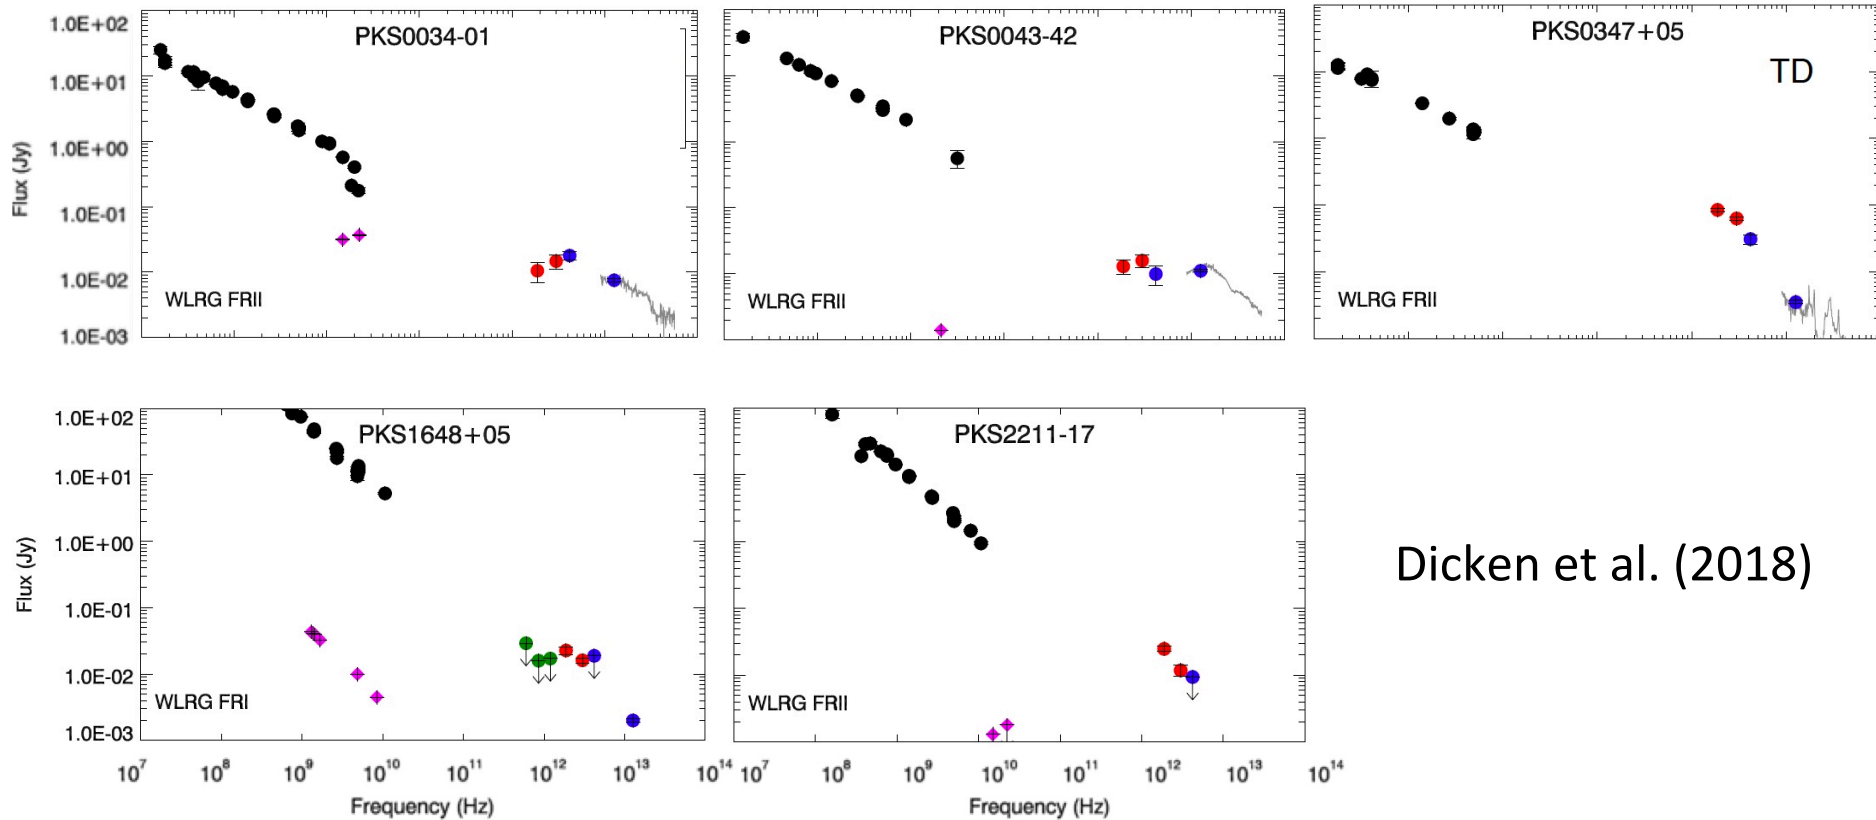 PKS0034-01
PKS0043-42
PKS0347+05
TD
1.0E+02
1.0E+01
1.0E+00
1.0E-01
1.0E-02
1.0E-03
Flux (Jy)
WLRG FRII
WLRG FRII
WLRG FRII
PKS1648+05
PKS2211-17
1.0E+02
1.0E+01
1.0E+00
1.0E-01
1.0E-02
1.0E-03
Flux (Jy)
WLRG FRI
WLRG FRII
Dicken et al. (2018)
10⁷ 10⁸ 10⁹ 10¹⁰ 10¹¹ 10¹² 10¹³ 10¹⁴
10⁷ 10⁸ 10⁹ 10¹⁰ 10¹¹ 10¹² 10¹³ 10¹⁴
Frequency (Hz)
Frequency (Hz)